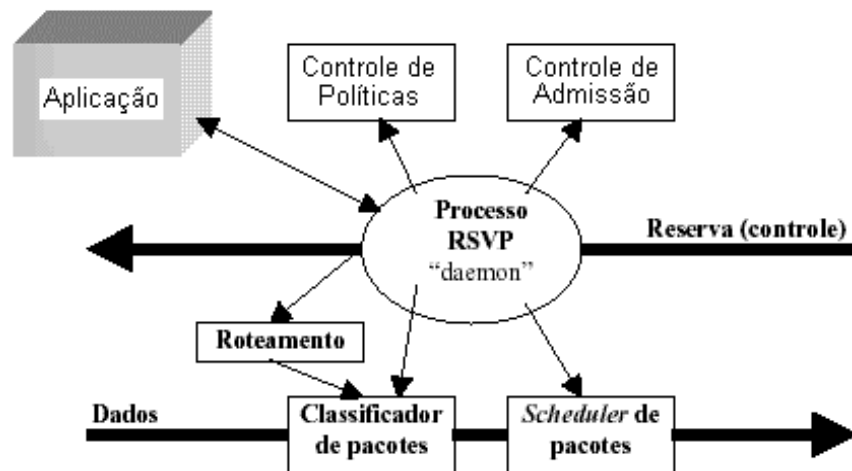 Aplicação
Controle de
Políticas
Controle de
Admissão
Processo
RSVP
“daemon”
Reserva (controle)
Roteamento
Dados
Classificador
de pacotes
Scheduler de
pacotes